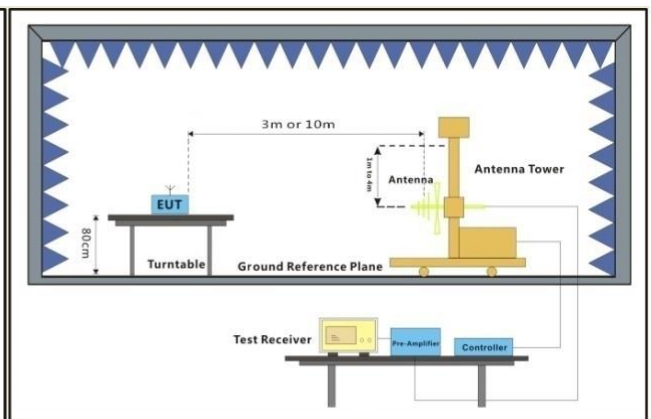 3m or 10m
1m to 4m
Antenna
Antenna Tower
EUT
80cm
Turntable
Ground Reference Plane
Test Receiver
Pre-Amplifier
Controller